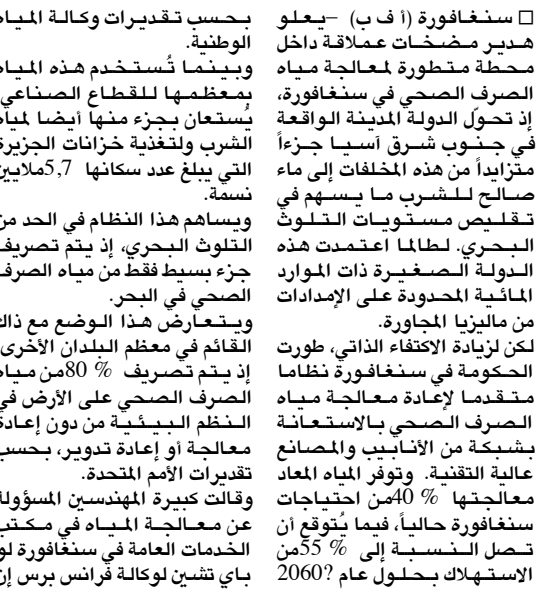 □ سنغافورة (أ ف ب) –يعلو
هدير مضخات عملاقة داخل
محطة متطورة لمعالجة مياه
الصرف الصحي في سنغافورة،
إذ تحوّل الدولة المدينة الواقعة
في جنوب شرق آسيا جزءاً
متزايداً من هذه المخلفات إلى ماء
صالح للشرب ما يسهم في
تقليص مستويات التلوث
البحري. لطالما اعتمدت هذه
الدولة الصغيرة ذات الموارد
المائية المحدودة على الإمدادات
من ماليزيا المجاورة.
لكن لزيادة الاكتفاء الذاتي، طورت
الحكومة في سنغافورة نظاما
متقدما لإعادة معالجة مياه
الصرف الصحي بالاستعانة
بشبكة من الأنابيب والمصانع
عالية التقنية. وتوفر المياه المعاد
معالجتها % 40من احتياجات
سنغافورة حالياً، فيما يُتوقع أن
تصل النسبة إلى % 55من
الاستهلاك بحلول عام ?2060
بحسب تقديرات وكالة المياه
الوطنية.
وبينما تُستخدم هذه المياه
بمعظمها للقطاع الصناعي
يُستعان بجزء منها أيضا لمياه
الشرب ولتغذية خزانات الجزيرة
التي يبلغ عدد سكانها 5,7ملايين
نسمة.
ويساهم هذا النظام في الحد من
التلوث البحري، إذ يتم تصريف
جزء بسيط فقط من مياه الصرف
الصحي في البحر.
ويتعارض هذا الوضع مع ذاك
القائم في معظم البلدان الأخرى
إذ يتم تصريف % 80من مياه
الصرف الصحي على الأرض في
النظم البيئية من دون إعادة
معالجة أو إعادة تدوير، بحسب
تقديرات الأمم المتحدة.
وقالت كبيرة المهندسين المسؤولة
عن معالجة المياه في مكتب
الخدمات العامة في سنغافورة لو
باي تشين لوكالة فرانس برس إن